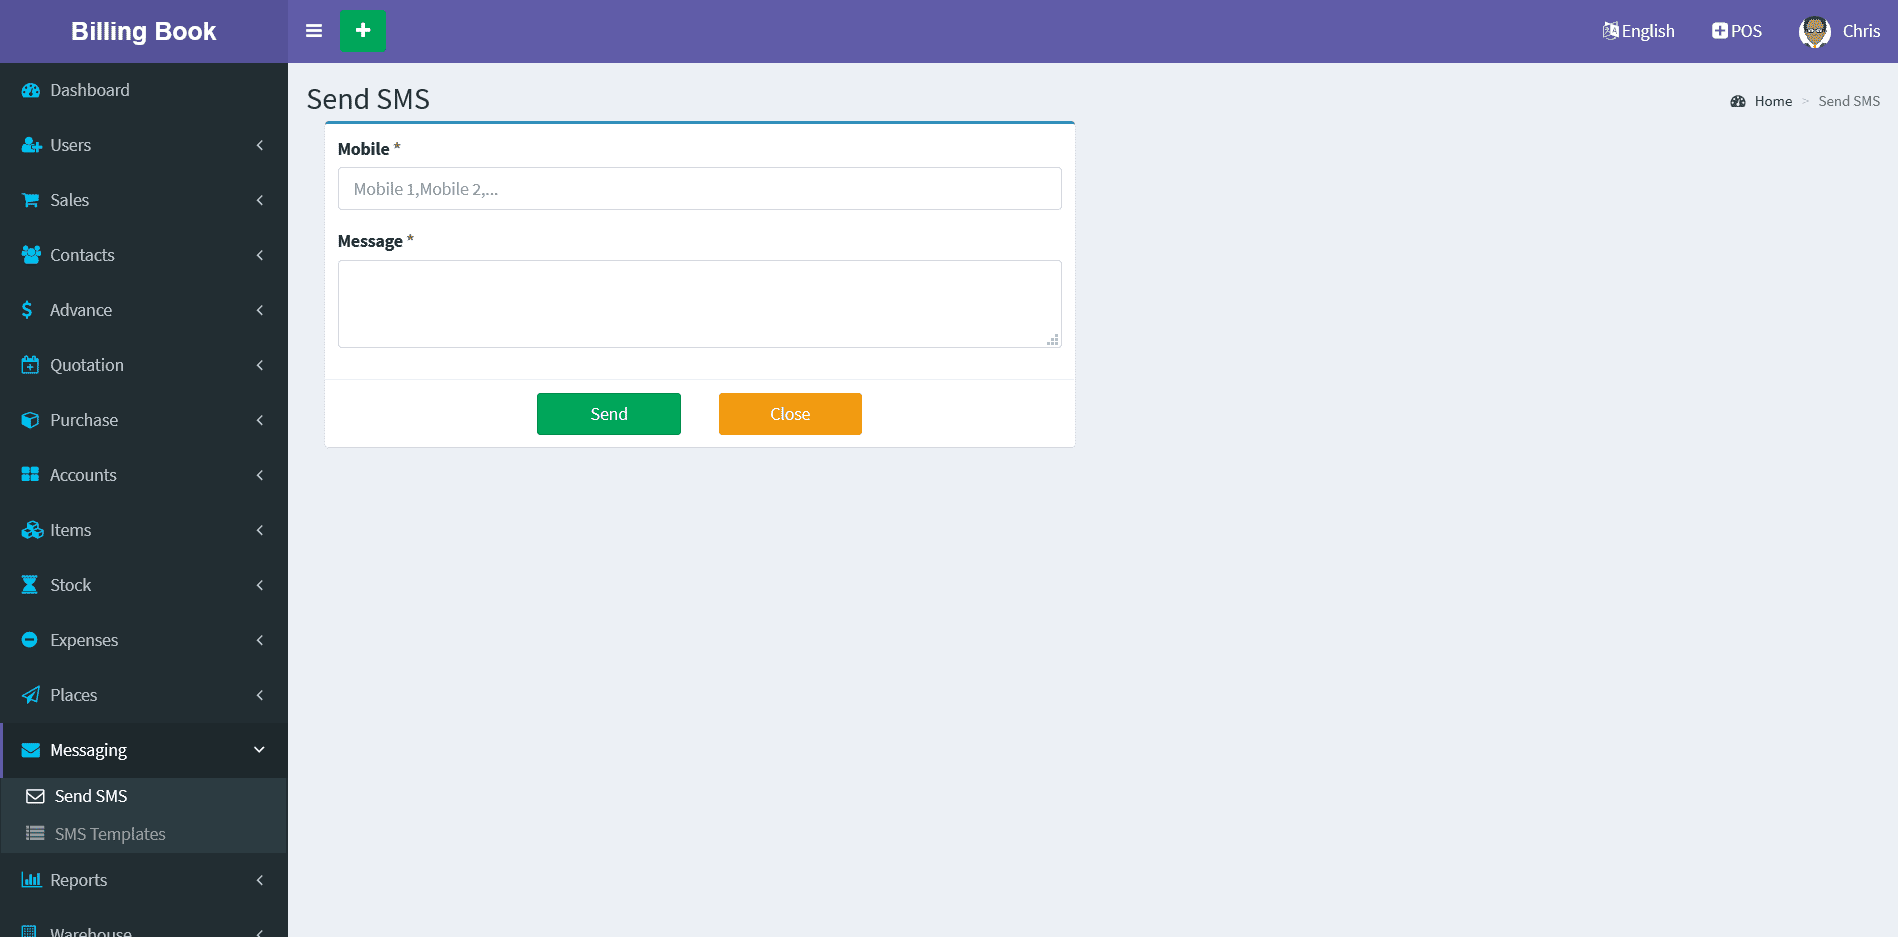 Billing Book
English
POS
Chris
Dashboard
Users
Sales
Contacts
Advance
Quotation
Purchase
Accounts
Items
Stock
Expenses
Places
Messaging
Send SMS
SMS Templates
Reports
Warehouse
Send SMS
Home > Send SMS
Mobile *
Mobile 1,Mobile 2,...
Message *
Send
Close